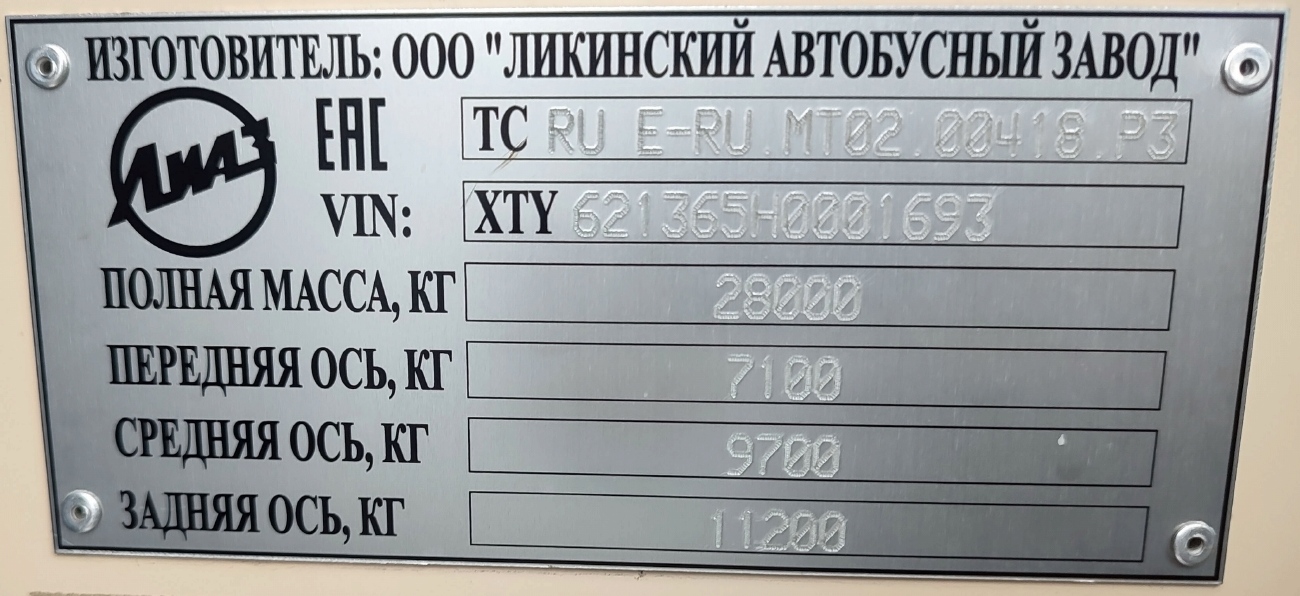 ИЗГОТОВИТЕЛЬ: ООО "ЛИКИНСКИЙ АВТОБУСНЫЙ ЗАВОД"
ЛиАЗ
ЕАС ТС RU E-RU.MT02.00418.P3
VIN: XTY 621365H0001693
ПОЛНАЯ МАССА, КГ 28000
ПЕРЕДНЯЯ ОСЬ, КГ 7100
СРЕДНЯЯ ОСЬ, КГ 9700
ЗАДНЯЯ ОСЬ, КГ 11200